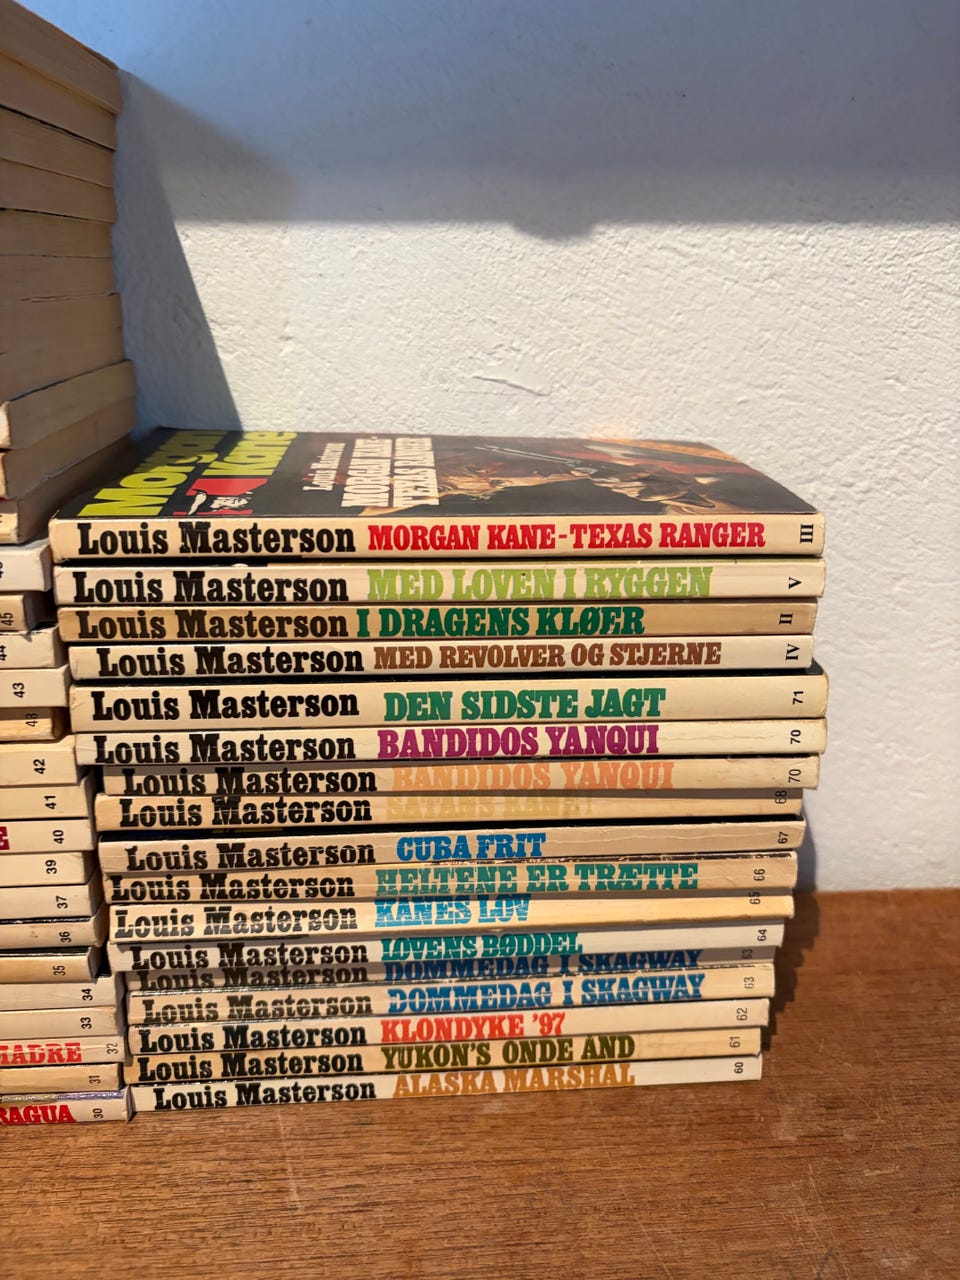 Morgan
Kane
Louis Masterson
MORGAN KANE-
TEXAS RANGER
Louis Masterson MORGAN KANE-TEXAS RANGER III
Louis Masterson MED LOVEN I RYGGEN V
Louis Masterson I DRAGENS KLØER II
Louis Masterson MED REVOLVER OG STJERNE IV
Louis Masterson DEN SIDSTE JAGT 71
Louis Masterson BANDIDOS YANQUI 70
Louis Masterson BANDIDOS YANQUI 70
Louis Masterson SATANS 68
Louis Masterson CUBA FRIT 67
Louis Masterson HELTENE ER TRÆTTE 66
Louis Masterson KANES LOV 65
Louis Masterson LOVENS BØDDEL 64
Louis Masterson DOMMEDAG I SKAGWAY 63
Louis Masterson DOMMEDAG I SKAGWAY 63
Louis Masterson KLONDYKE '97 62
Louis Masterson YUKON'S ONDE ÅND 61
Louis Masterson ALASKA MARSHAL 60
45
44
43
48
42
41
E 40
39
37
36
35
34
33
MADRE 32
31
RAGUA 30